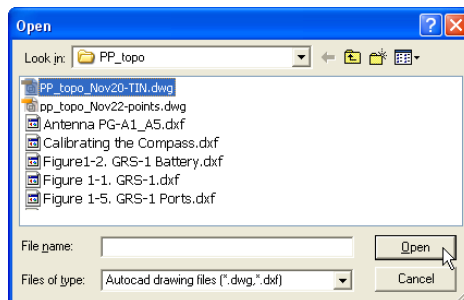 Open
Look in: PP_topo
PP_topo_Nov20-TIN.dwg
pp_topo_Nov22-points.dwg
Antenna PG-A1_A5.dxf
Calibrating the Compass.dxf
Figure1-2. GRS-1 Battery.dxf
Figure 1-1. GRS-1.dxf
Figure 1-5. GRS-1 Ports.dxf
File name: Open
Files of type: Autocad drawing files (*.dwg,*.dxf) Cancel